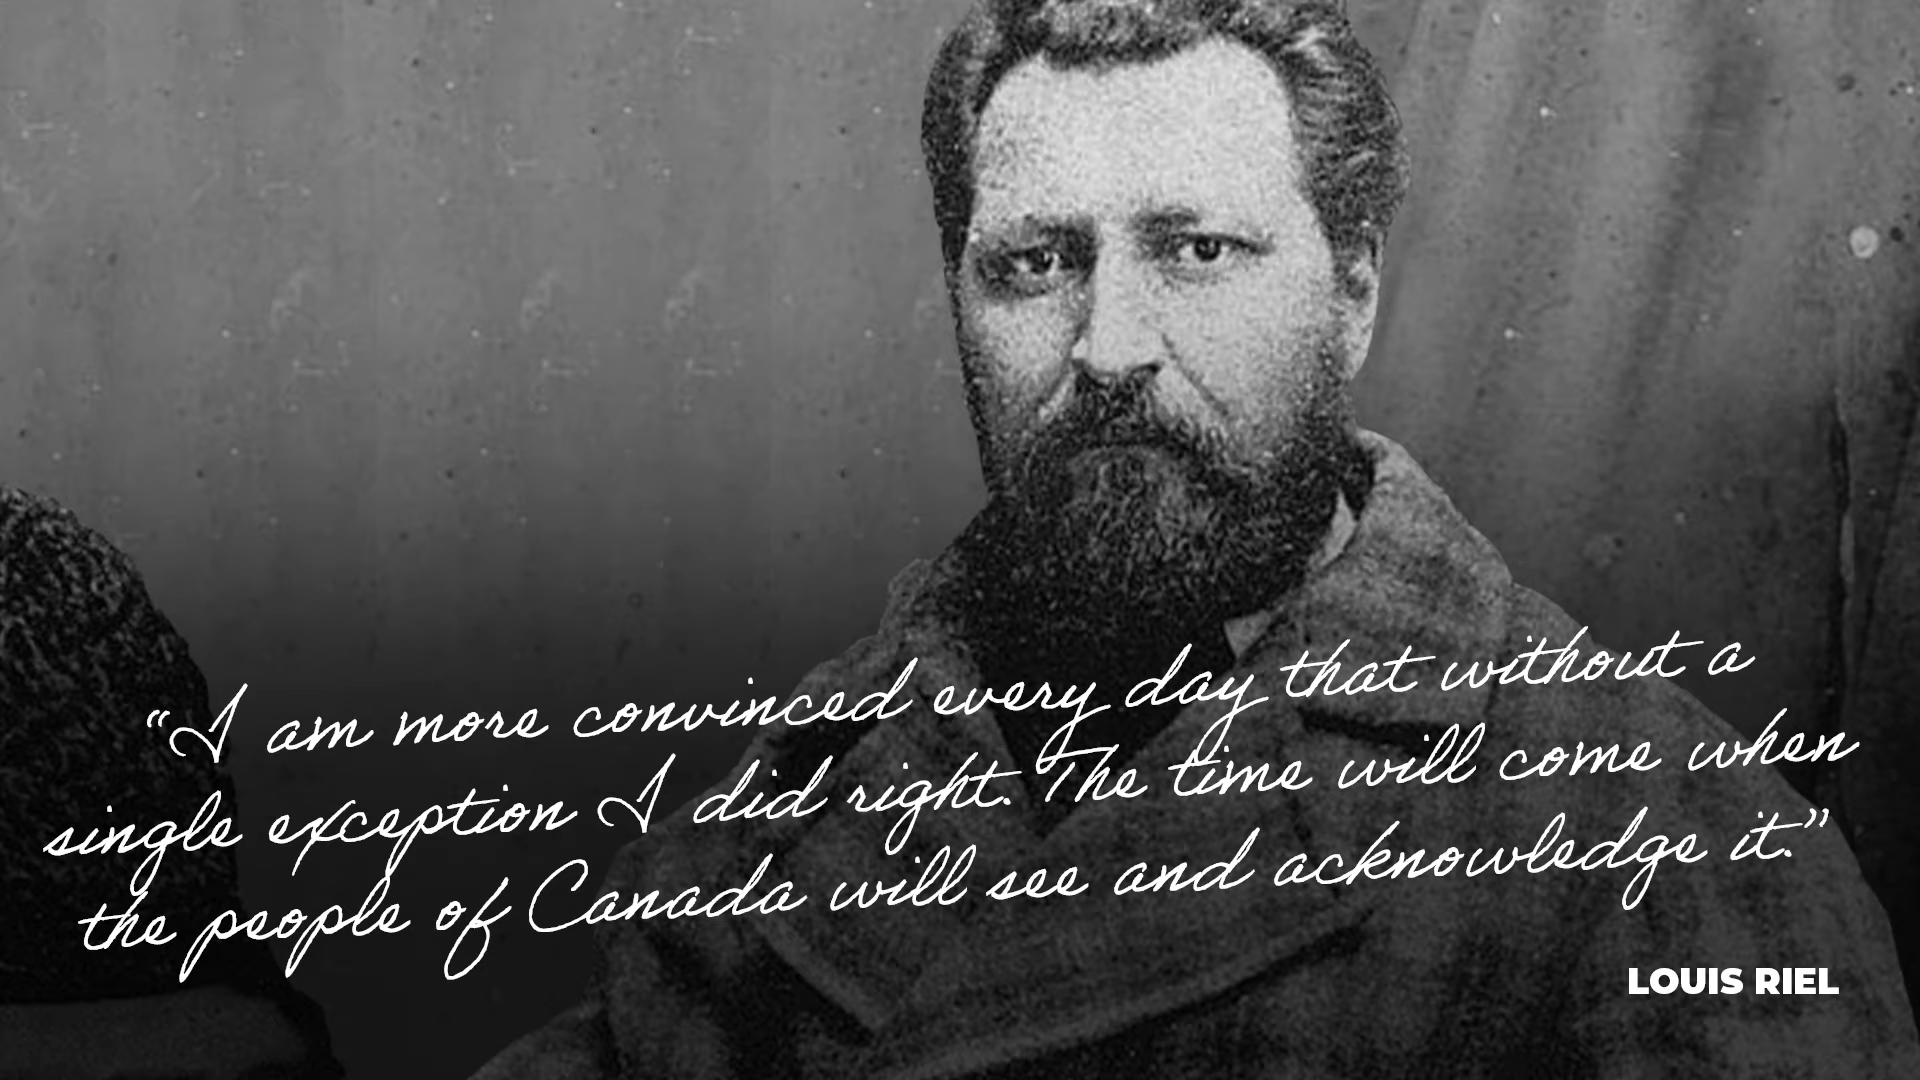 “I am more convinced every day that without a
single exception I did right. The time will come when
the people of Canada will see and acknowledge it.”
LOUIS RIEL